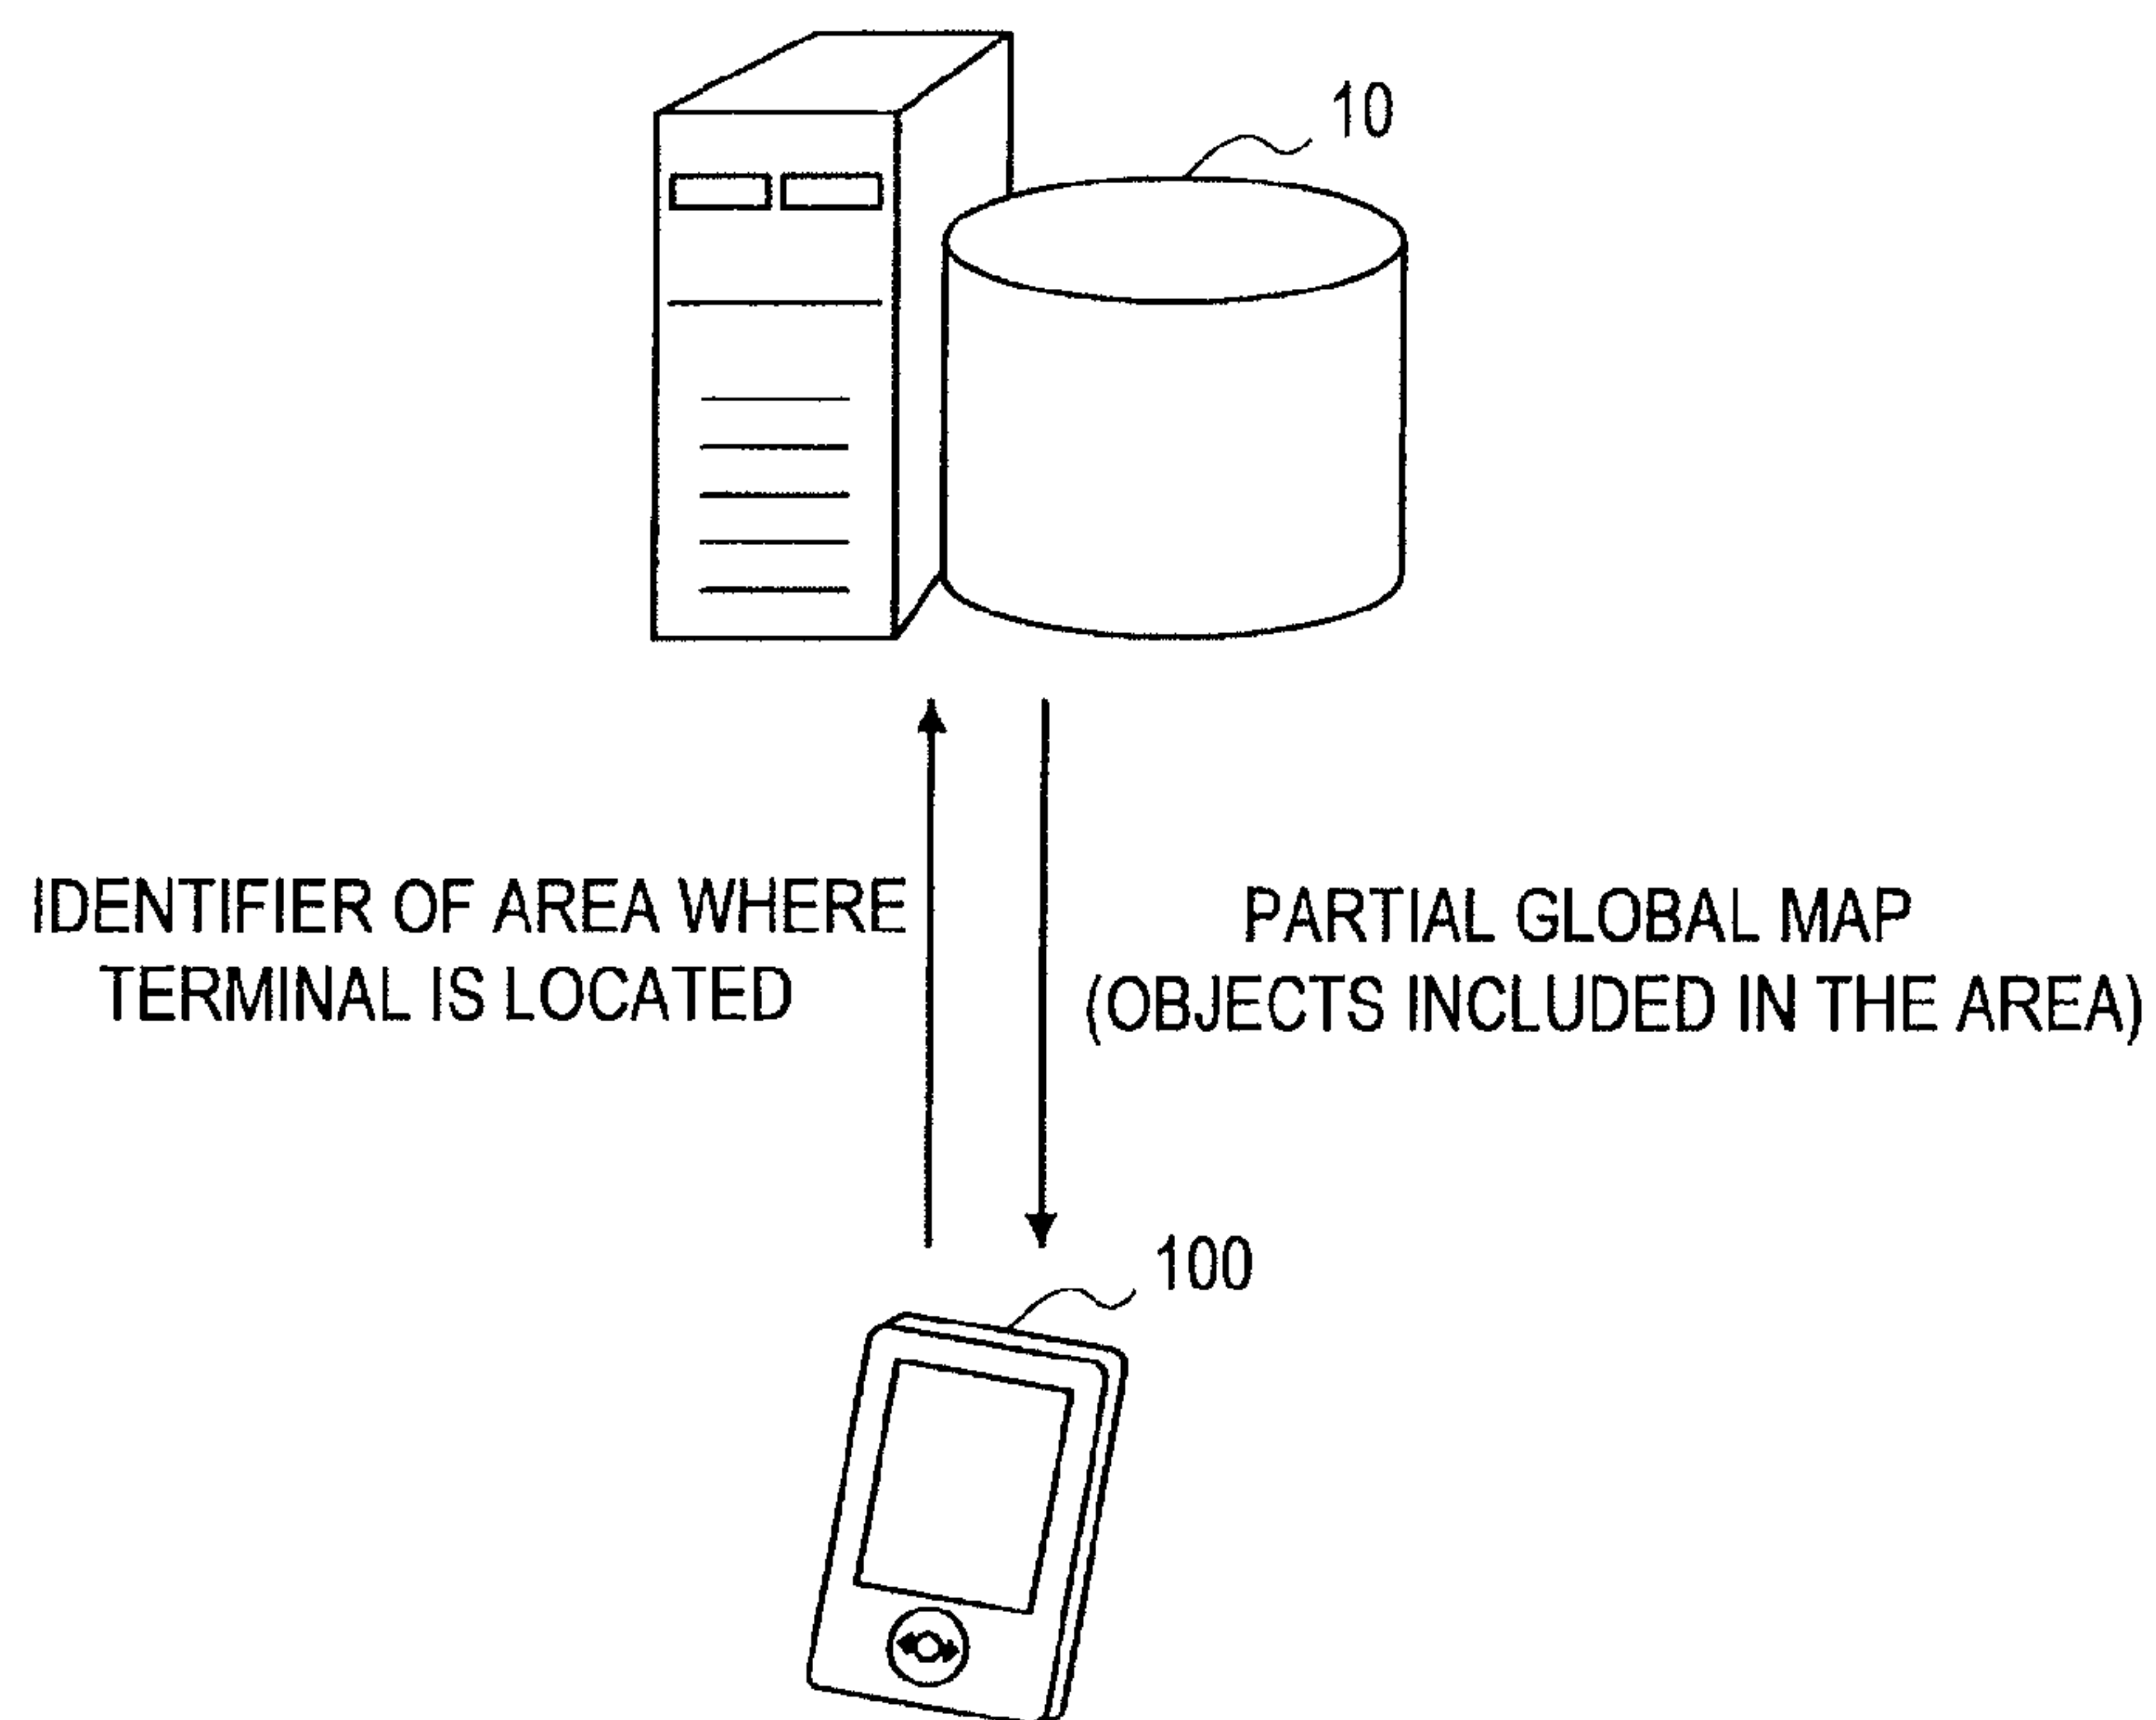 10
IDENTIFIER OF AREA WHERE
TERMINAL IS LOCATED
PARTIAL GLOBAL MAP
(OBJECTS INCLUDED IN THE AREA)
100